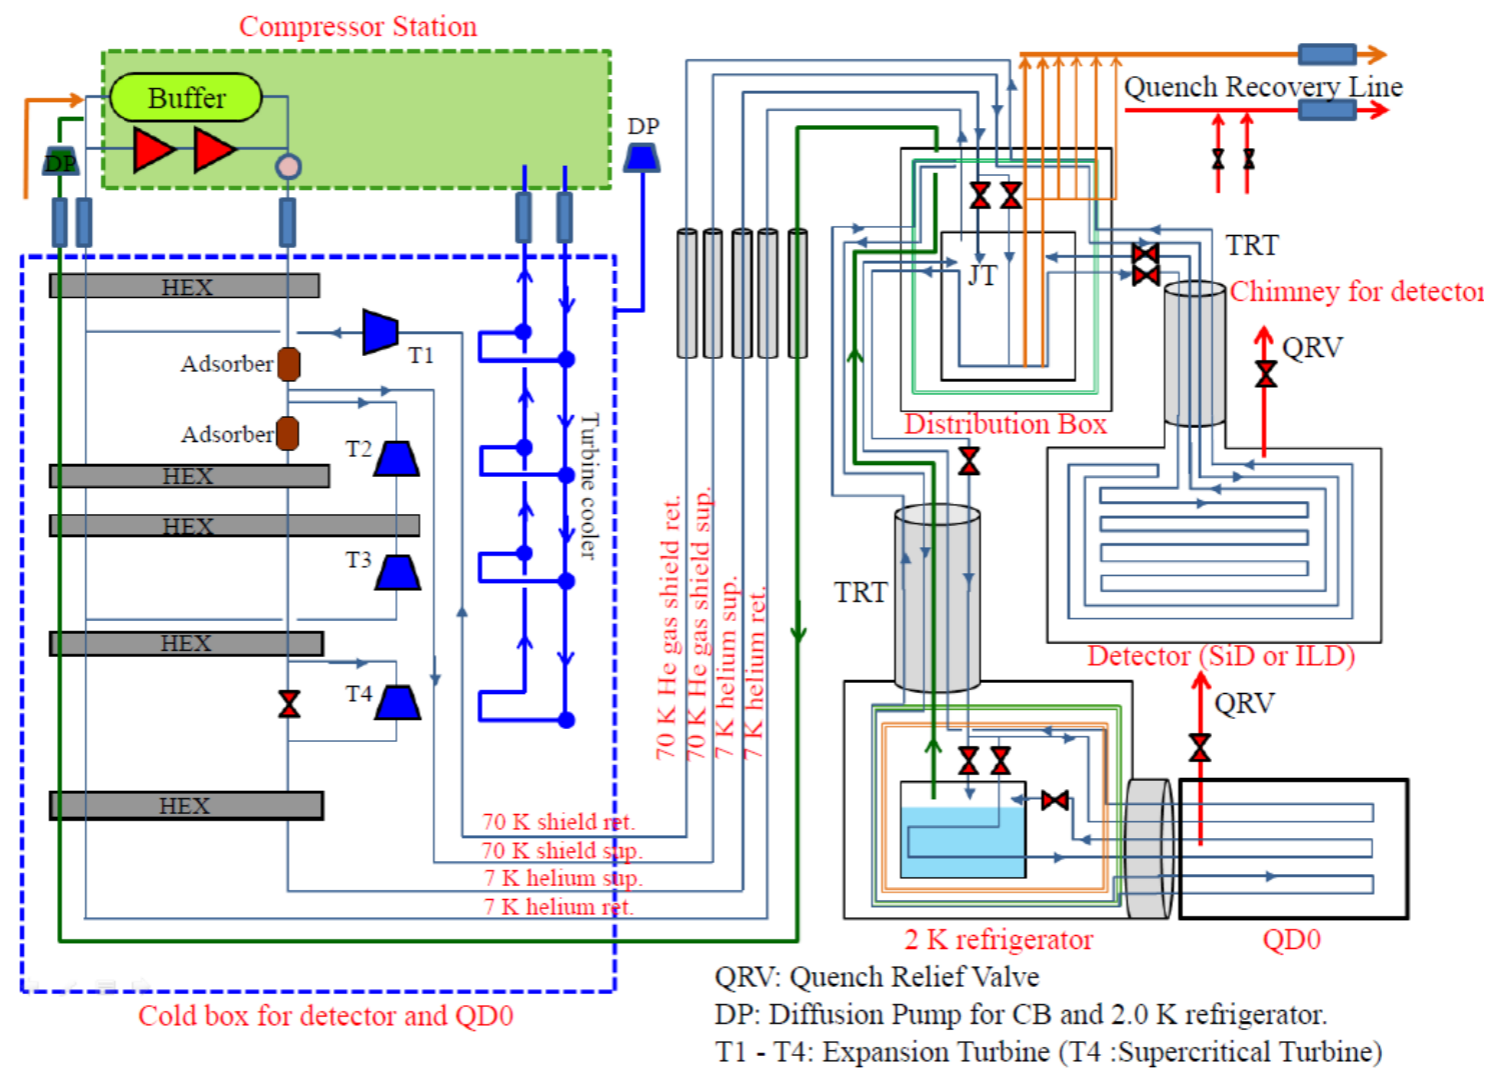 Compressor Station
Buffer
DP
DP
Quench Recovery Line
HEX
T1
Adsorber
Adsorber
T2
HEX
HEX
T3
HEX
T4
HEX
Turbine cooler
70 K shield ret.
70 K shield sup.
7 K helium sup.
7 K helium ret.
Cold box for detector and QD0
70 K He gas shield ret.
70 K He gas shield sup.
7 K helium sup.
7 K helium ret.
JT
Distribution Box
TRT
Chimney for detector
QRV
Detector (SiD or ILD)
TRT
QRV
2 K refrigerator
QD0
QRV: Quench Relief Valve
DP: Diffusion Pump for CB and 2.0 K refrigerator.
T1 - T4: Expansion Turbine (T4 :Supercritical Turbine)